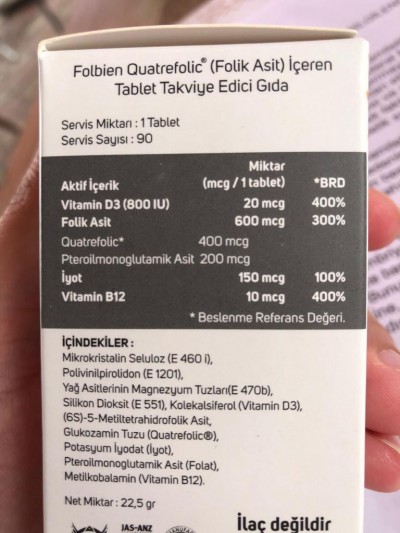 Folbien Quatrefolic® (Folik Asit) İçeren
Tablet Takviye Edici Gıda
Servis Miktarı : 1 Tablet
Servis Sayısı : 90
Miktar
Aktif İçerik (mcg / 1 tablet) *BRD
Vitamin D3 (800 IU) 20 mcg 400%
Folik Asit 600 mcg 300%
Quatrefolic* 400 mcg
Pteroilmonoglutamik Asit 200 mcg
İyot 150 mcg 100%
Vitamin B12 10 mcg 400%
* Beslenme Referans Değeri.
İÇİNDEKİLER :
Mikrokristalin Seluloz (E 460 i),
Polivinilpirolidon (E 1201),
Yağ Asitlerinin Magnezyum Tuzları(E 470b),
Silikon Dioksit (E 551), Kolekalsiferol (Vitamin D3),
(6S)-5-Metiltetrahidrofolik Asit,
Glukozamin Tuzu (Quatrefolic®),
Potasyum İyodat (İyot),
Pteroilmonoglutamik Asit (Folat),
Metilkobalamin (Vitamin B12).
Net Miktar : 22,5 gr
JAS-ANZ
İlaç değildir